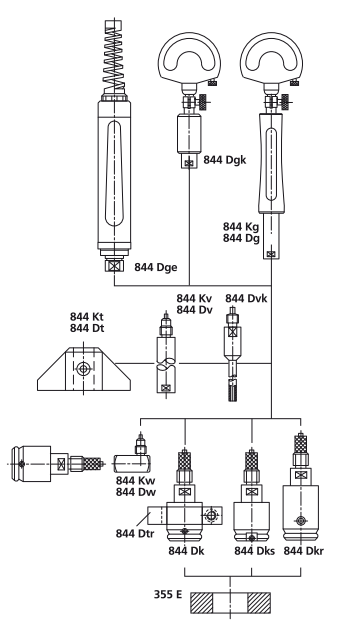 844 Dgk
844 Kg
844 Dg
844 Dge
844 Kv
844 Dv
844 Dvk
844 Kt
844 Dt
844 Kw
844 Dw
844 Dtr
844 Dk
844 Dks
844 Dkr
355 E